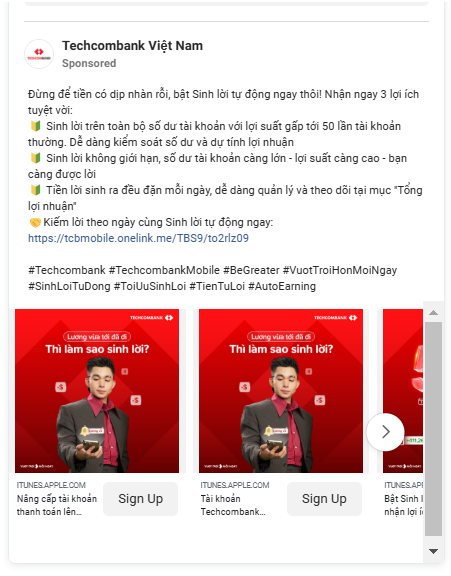 Techcombank Việt Nam
Sponsored
Đừng để tiền có dịp nhàn rỗi, bật Sinh lời tự động ngay thôi! Nhận ngay 3 lợi ích
tuyệt vời:
🔰 Sinh lời trên toàn bộ số dư tài khoản với lợi suất gấp tới 50 lần tài khoản
thường. Dễ dàng kiểm soát số dư và dự tính lợi nhuận
🔰 Sinh lời không giới hạn, số dư tài khoản càng lớn - lợi suất càng cao - bạn
càng được lời
🔰 Tiền lời sinh ra đều đặn mỗi ngày, dễ dàng quản lý và theo dõi tại mục "Tổng
lợi nhuận"
🤝Kiếm lời theo ngày cùng Sinh lời tự động ngay:
https://tcbmobile.onelink.me/TBS9/to2rlz09
#Techcombank #TechcombankMobile #BeGreater #VuotTroiHonMoiNgay
#SinhLoiTuDong #ToiUuSinhLoi #TienTuLoi #AutoEarning
TECHCOMBANK
Lương vừa tới đã đi
Thì làm sao sinh lời?
ITUNES.APPLE.COM
Nâng cấp tài khoản
thanh toán lên...
Sign Up
TECHCOMBANK
Lương vừa tới đã đi
Thì làm sao sinh lời?
ITUNES.APPLE.COM
Tài khoản
Techcombank...
Sign Up
ITUNES.AP
Bật Sinh l
nhận lợi íc